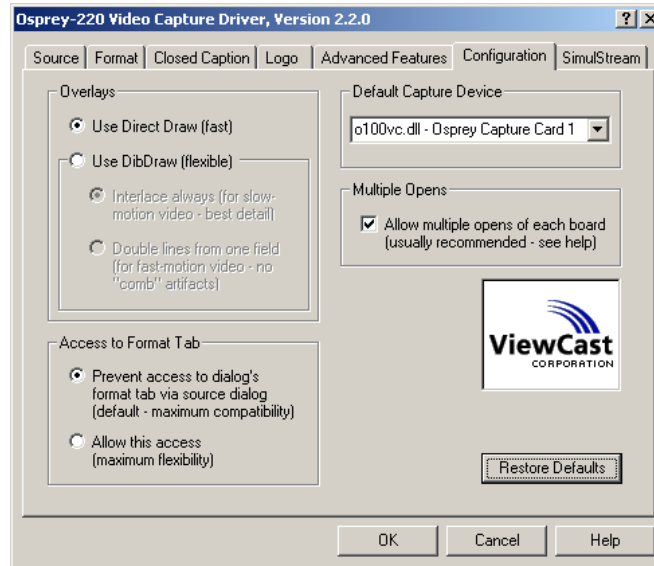 Osprey-220 Video Capture Driver, Version 2.2.0
Source Format Closed Caption Logo Advanced Features Configuration SimulStream
Overlays
Use Direct Draw (fast)
Use DibDraw (flexible)
Interlace always (for slow-
motion video - best detail)
Double lines from one field
(for fast-motion video - no
"comb" artifacts)
Access to Format Tab
Prevent access to dialog's
format tab via source dialog
(default - maximum compatibility)
Allow this access
(maximum flexibility)
Default Capture Device
o100vc.dll - Osprey Capture Card 1
Multiple Opens
Allow multiple opens of each board
(usually recommended - see help)
ViewCast
CORPORATION
Restore Defaults
OK Cancel Help